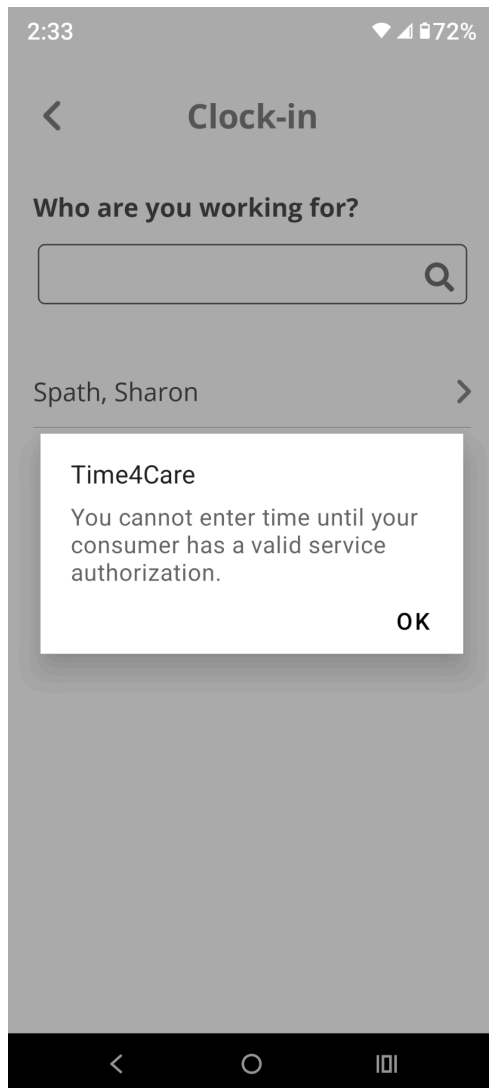 2:33
72%
Clock-in
Who are you working for?
Spath, Sharon
Time4Care
You cannot enter time until your
consumer has a valid service
authorization.
OK